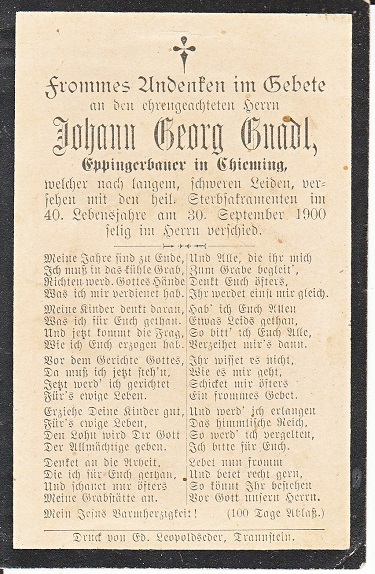 Frommes Andenken im Gebete
an den ehrengeachteten Herrn
Johann Georg Gnadl,
Eppingerbauer in Chieming,
welcher nach langem, schweren Leiden, ver-
sehen mit den heil. Sterbsakramenten im
40. Lebensjahre am 30. September 1900
selig im Herrn verschied.
Meine Jahre sind zu Ende,
Ich muß in das kühle Grab,
Richten werd. Gottes Hände
Was ich mir verdienet hab.
Meine Kinder denkt daran,
Was ich für Euch gethan.
Und jetzt kommt die Frag,
Wie ich Euch erzogen hab.
Vor dem Gerichte Gottes,
Da muß ich jetzt steh'n,
Jetzt werd' ich gerichtet
Für's ewige Leben.
Erziehe Deine Kinder gut,
Für's ewige Leben,
Den Lohn wird Dir Gott
Der Allmächtige geben.
Denket an die Arbeit,
Die ich für Euch gethan,
Und schauet nur öfters
Meine Grabstätte an.
Und Alle, die ihr mich
Zum Grabe begleit',
Denkt Euch öfters,
Ihr werdet einst mir gleich.
Hab' ich Euch Allen
Etwas Leids gethan,
So bitt' ich Euch Alle,
Verzeihet mir's dann.
Ihr wisset es nicht,
Wie es mir geht,
Schicket mir öfters
Ein frommes Gebet.
Und werd' ich erlangen
Das himmlische Reich,
So werd' ich vergelten,
Ich bitte für Euch.
Lebet nun fromm
Und betet recht gern,
So könnt Ihr bestehen
Vor Gott unsern Herrn.
Mein Jesus Barmherzigkeit! (100 Tage Ablaß.)
Druck von Ed. Leopoldseder, Traunstein.